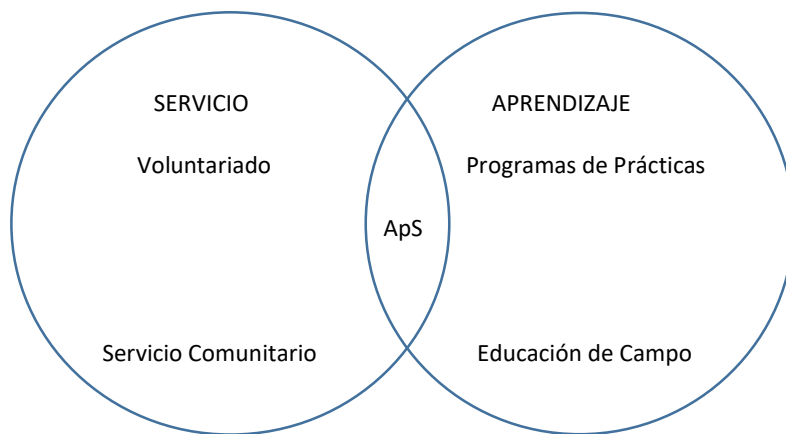 SERVICIO
Voluntariado
Servicio Comunitario
ApS
APRENDIZAJE
Programas de Prácticas
Educación de Campo